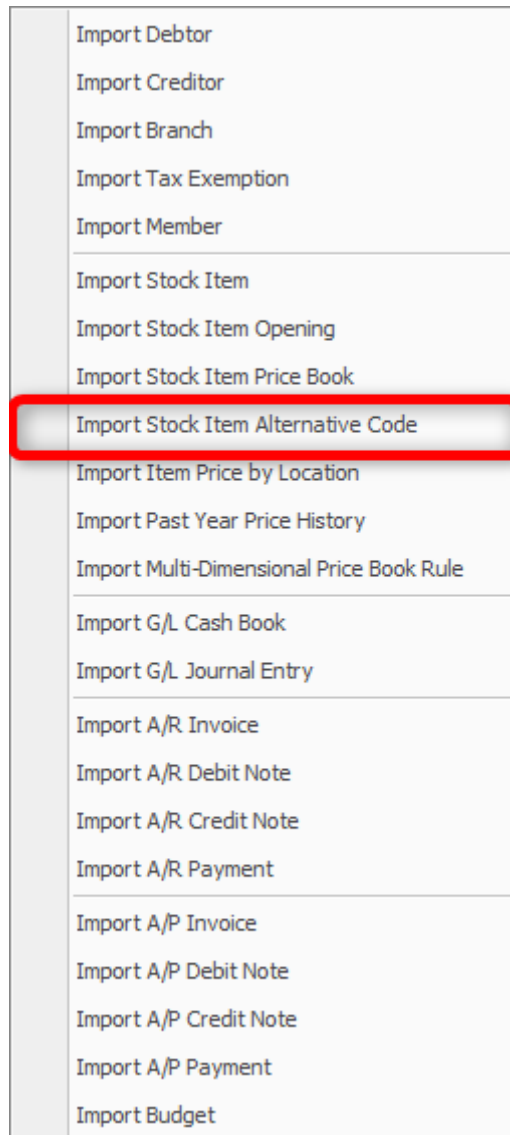 Import Debtor
Import Creditor
Import Branch
Import Tax Exemption
Import Member
Import Stock Item
Import Stock Item Opening
Import Stock Item Price Book
Import Stock Item Alternative Code
Import Item Price by Location
Import Past Year Price History
Import Multi-Dimensional Price Book Rule
Import G/L Cash Book
Import G/L Journal Entry
Import A/R Invoice
Import A/R Debit Note
Import A/R Credit Note
Import A/R Payment
Import A/P Invoice
Import A/P Debit Note
Import A/P Credit Note
Import A/P Payment
Import Budget